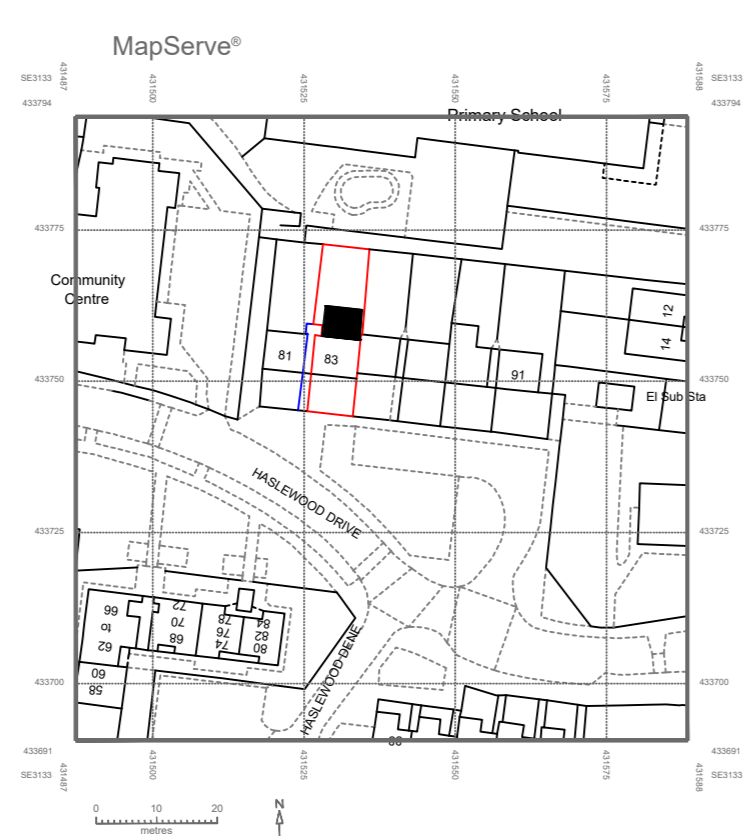 MapServe®
SE3133
431487
431500
431525
431550
431575
431588
SE3133
433794
433794
Primary School
433775
433775
Community
Centre
12
14
81
83
91
433750
433750
El Sub Sta
HASLEWOOD DRIVE
433725
433725
66
to
62
60
58
72
70
68
78
76
74
84
82
80
HASLEWOOD DENE
433700
433700
433691
433691
SE3133
431487
431500
431525
431550
431575
431588
SE3133
0 10 20
metres
N